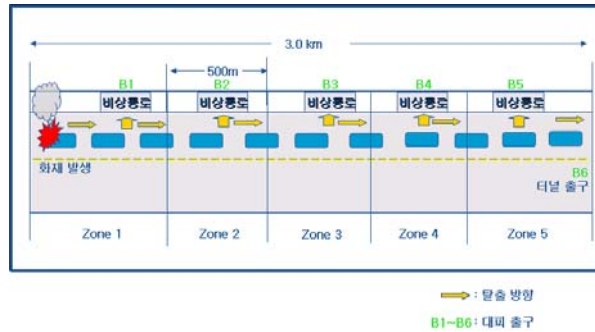 3.0 km
500m
B1
B2
B3
B4
B5
비상통로
비상통로
비상통로
비상통로
비상통로
화재 발생
B6
터널 출구
Zone 1
Zone 2
Zone 3
Zone 4
Zone 5
: 탈출 방향
B1~B6: 대피 출구